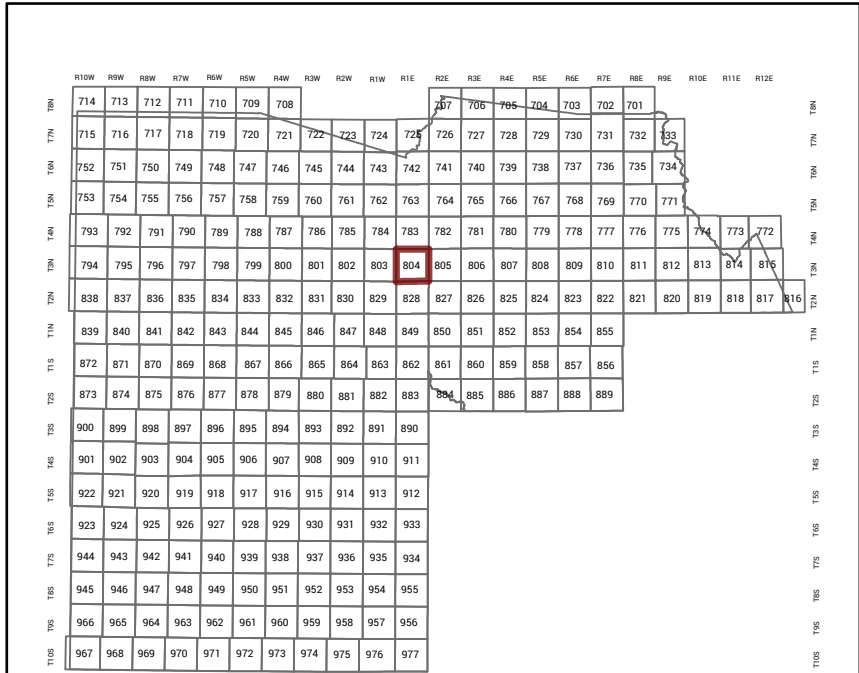 R10W R9W R8W R7W R6W R5W R4W R3W R2W R1W R1E R2E R3E R4E R5E R6E R7E R8E R9E R10E R11E R12E
T8N 714 713 712 711 710 709 708 707 706 705 704 703 702 701 T8N
T7N 715 716 717 718 719 720 721 722 723 724 725 726 727 728 729 730 731 732 733 T7N
T6N 752 751 750 749 748 747 746 745 744 743 742 741 740 739 738 737 736 735 734 T6N
T5N 753 754 755 756 757 758 759 760 761 762 763 764 765 766 767 768 769 770 771 T5N
T4N 793 792 791 790 789 788 787 786 785 784 783 782 781 780 779 778 777 776 775 774 773 772 T4N
T3N 794 795 796 797 798 799 800 801 802 803 804 805 806 807 808 809 810 811 812 813 814 815 T3N
T2N 838 837 836 835 834 833 832 831 830 829 828 827 826 825 824 823 822 821 820 819 818 817 816 T2N
T1N 839 840 841 842 843 844 845 846 847 848 849 850 851 852 853 854 855 T1N
T1S 872 871 870 869 868 867 866 865 864 863 862 861 860 859 858 857 856 T1S
T2S 873 874 875 876 877 878 879 880 881 882 883 884 885 886 887 888 889 T2S
T3S 900 899 898 897 896 895 894 893 892 891 890 T3S
T4S 901 902 903 904 905 906 907 908 909 910 911 T4S
T5S 922 921 920 919 918 917 916 915 914 913 912 T5S
T6S 923 924 925 926 927 928 929 930 931 932 933 T6S
T7S 944 943 942 941 940 939 938 937 936 935 934 T7S
T8S 945 946 947 948 949 950 951 952 953 954 955 T8S
T9S 966 965 964 963 962 961 960 959 958 957 956 T9S
T10S 967 968 969 970 971 972 973 974 975 976 977 T10S